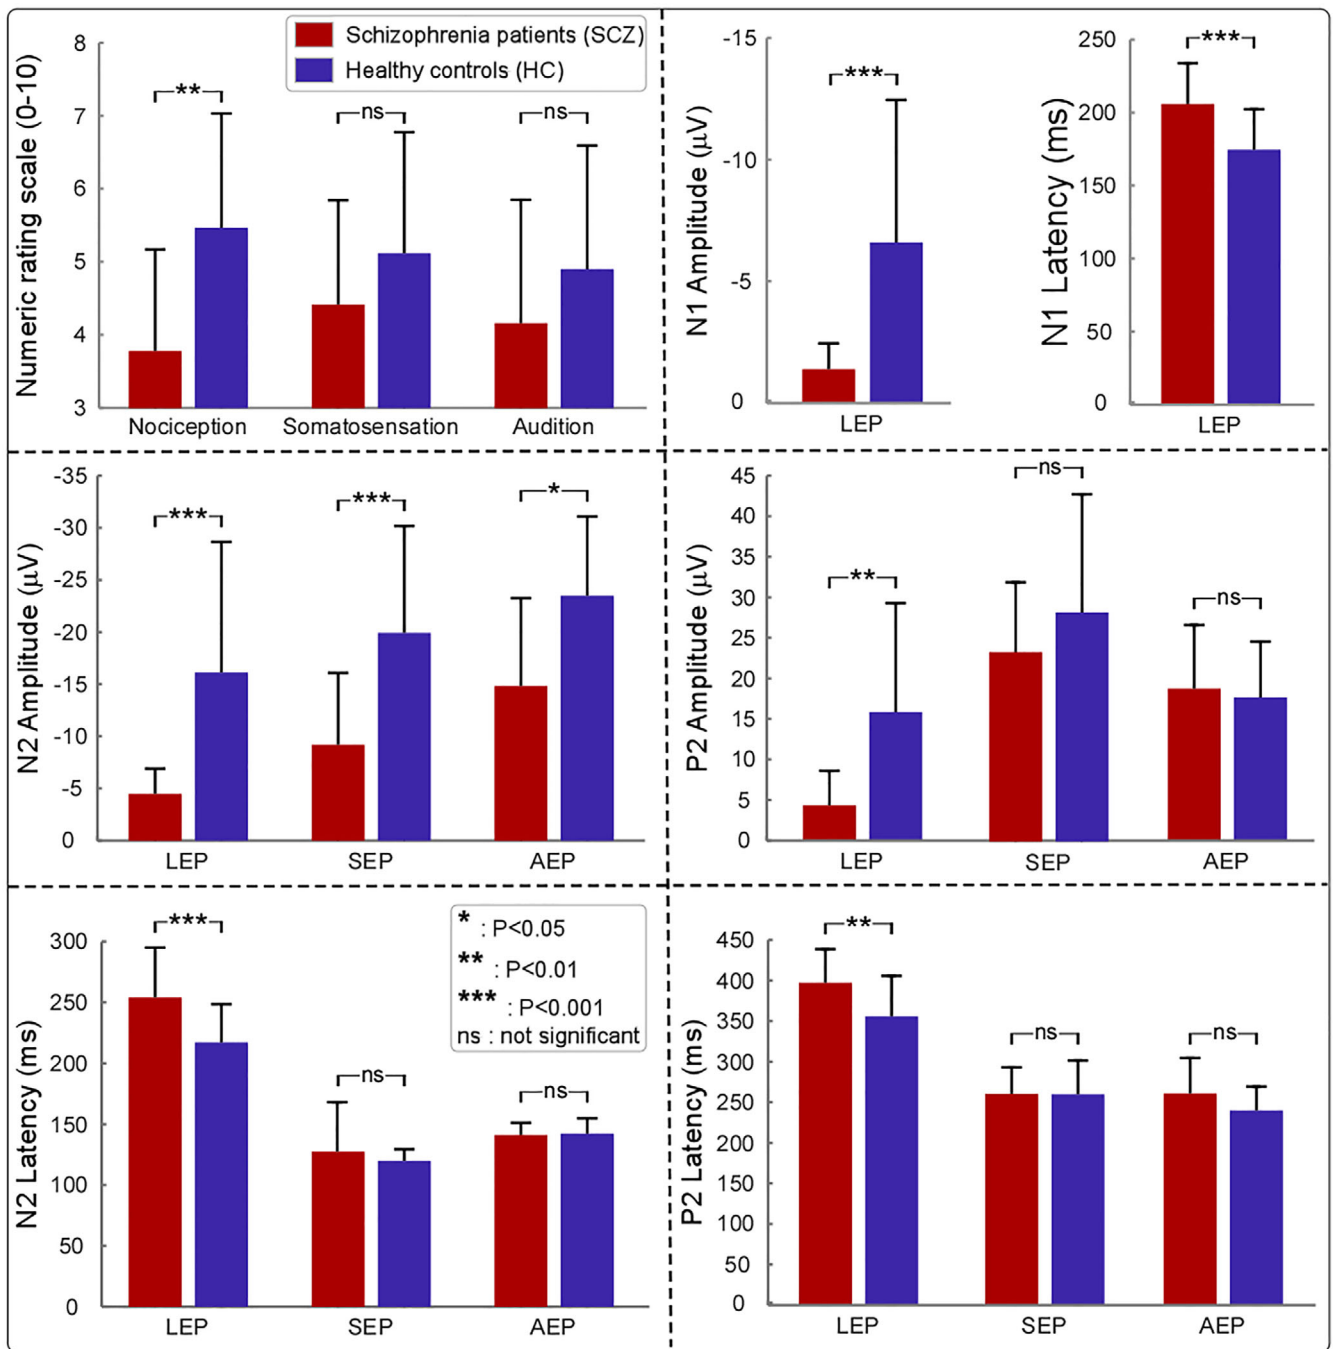 Schizophrenia patients (SCZ)
Healthy controls (HC)
Numeric rating scale (0-10)
8
7
6
5
4
3
**
ns
ns
Nociception
Somatosensation
Audition
N1 Amplitude (μV)
-15
-10
-5
0
***
LEP
N1 Latency (ms)
250
200
150
100
50
0
***
LEP
N2 Amplitude (μV)
-35
-30
-25
-20
-15
-10
-5
0
***
***
*
LEP
SEP
AEP
P2 Amplitude (μV)
45
40
35
30
25
20
15
10
5
0
**
ns
ns
LEP
SEP
AEP
N2 Latency (ms)
300
250
200
150
100
50
0
***
ns
ns
LEP
SEP
AEP
* : P<0.05
** : P<0.01
*** : P<0.001
ns : not significant
P2 Latency (ms)
450
400
350
300
250
200
150
100
50
0
**
ns
ns
LEP
SEP
AEP